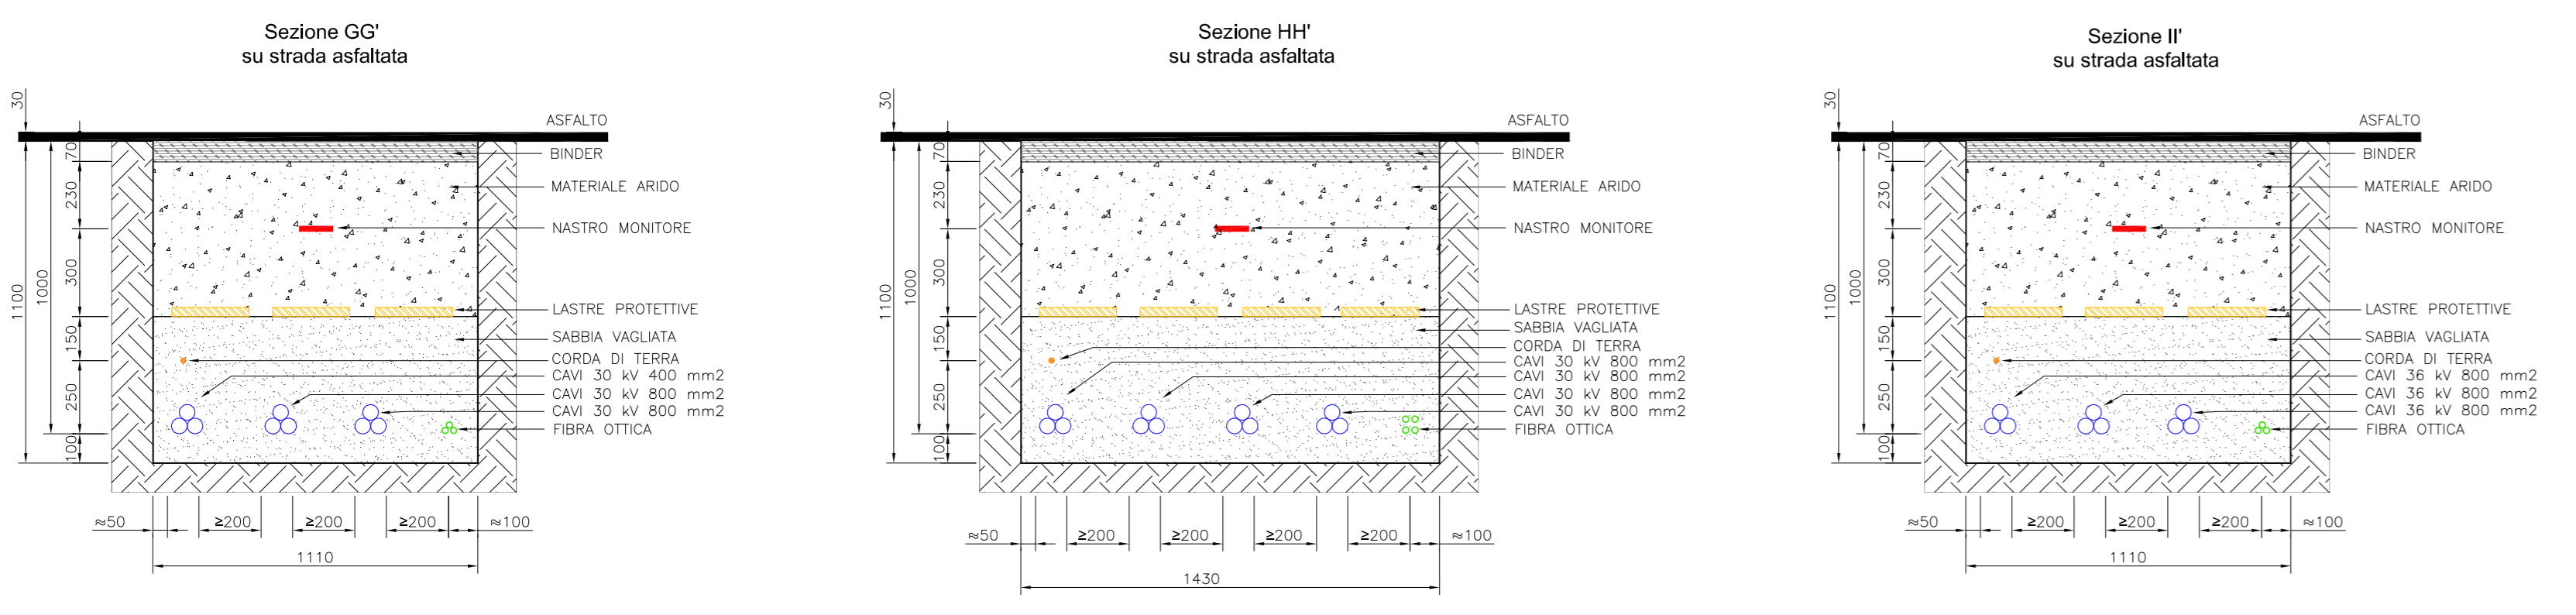 Sezione GG'
su strada asfaltata
30
ASFALTO
70
BINDER
MATERIALE ARIDO
230
NASTRO MONITORE
300
1000
1100
LASTRE PROTETTIVE
SABBIA VAGLIATA
150
CORDA DI TERRA
CAVI 30 kV 400 mm2
CAVI 30 kV 800 mm2
CAVI 30 kV 800 mm2
250
FIBRA OTTICA
100
≈50
≥200
≥200
≥200
≈100
1110
Sezione HH'
su strada asfaltata
30
ASFALTO
70
BINDER
MATERIALE ARIDO
230
NASTRO MONITORE
300
1000
1100
LASTRE PROTETTIVE
SABBIA VAGLIATA
150
CORDA DI TERRA
CAVI 30 kV 800 mm2
CAVI 30 kV 800 mm2
CAVI 30 kV 800 mm2
CAVI 30 kV 800 mm2
250
FIBRA OTTICA
100
≈50
≥200
≥200
≥200
≥200
≈100
1430
Sezione II'
su strada asfaltata
30
ASFALTO
70
BINDER
MATERIALE ARIDO
230
NASTRO MONITORE
300
1000
1100
LASTRE PROTETTIVE
SABBIA VAGLIATA
150
CORDA DI TERRA
CAVI 36 kV 800 mm2
CAVI 36 kV 800 mm2
CAVI 36 kV 800 mm2
250
FIBRA OTTICA
100
≈50
≥200
≥200
≥200
≈100
1110